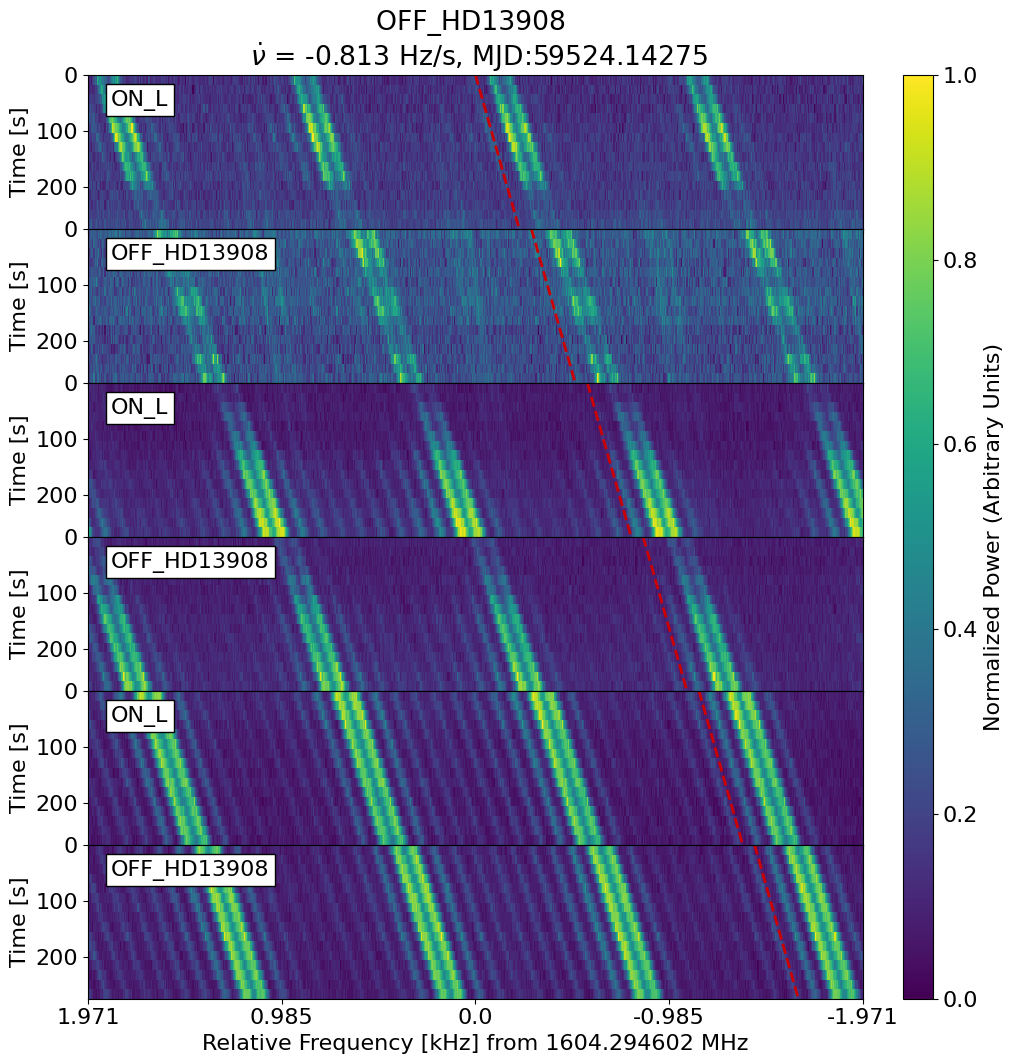 OFF_HD13908
ν̇ = -0.813 Hz/s, MJD:59524.14275
0
100
200
Time [s]
ON_L
0
100
200
Time [s]
OFF_HD13908
0
100
200
Time [s]
ON_L
0
100
200
Time [s]
OFF_HD13908
0
100
200
Time [s]
ON_L
0
100
200
Time [s]
OFF_HD13908
1.971
0.985
0.0
-0.985
-1.971
Relative Frequency [kHz] from 1604.294602 MHz
1.0
0.8
0.6
0.4
0.2
0.0
Normalized Power (Arbitrary Units)